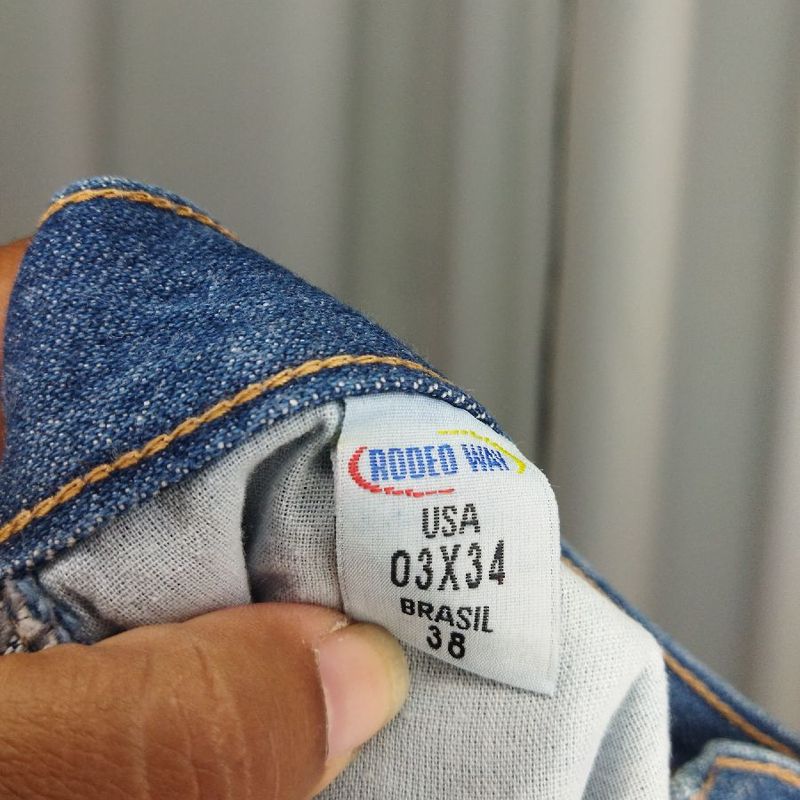 RODEO WAY
USA
03X34
BRASIL
38